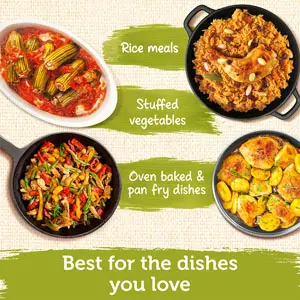 Rice meals
Stuffed
vegetables
Oven baked &
pan fry dishes
Best for the dishes
you love